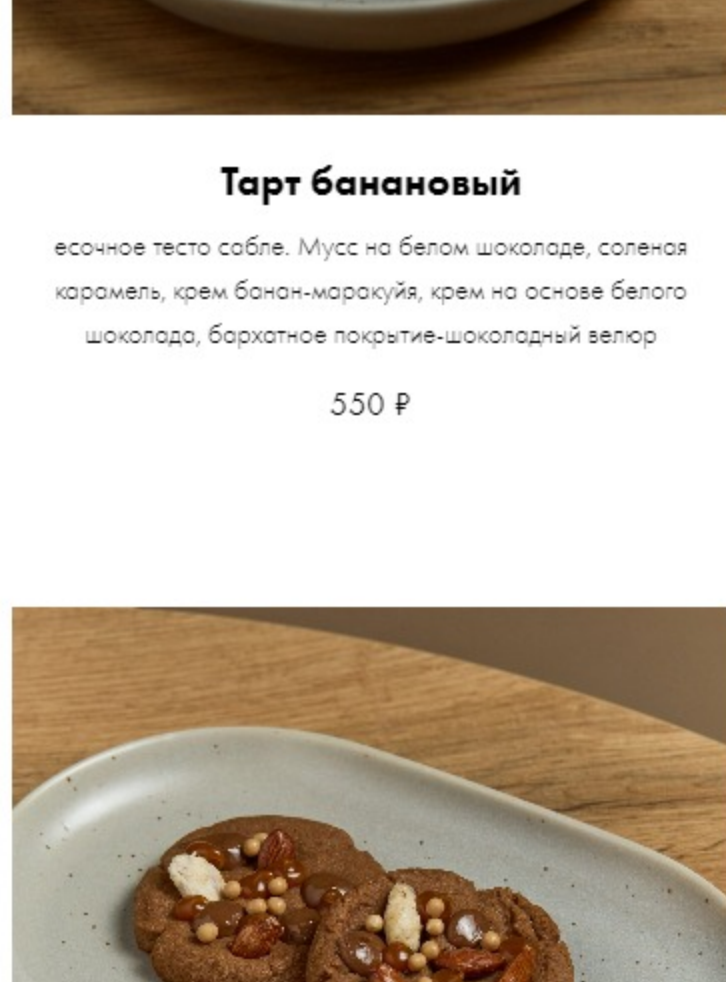 Тарт банановый
есочное тесто сабле. Мусс на белом шоколаде, соленая
карамель, крем банан-маракуйя, крем на основе белого
шоколада, бархатное покрытие-шоколадный велюр
550 ₽